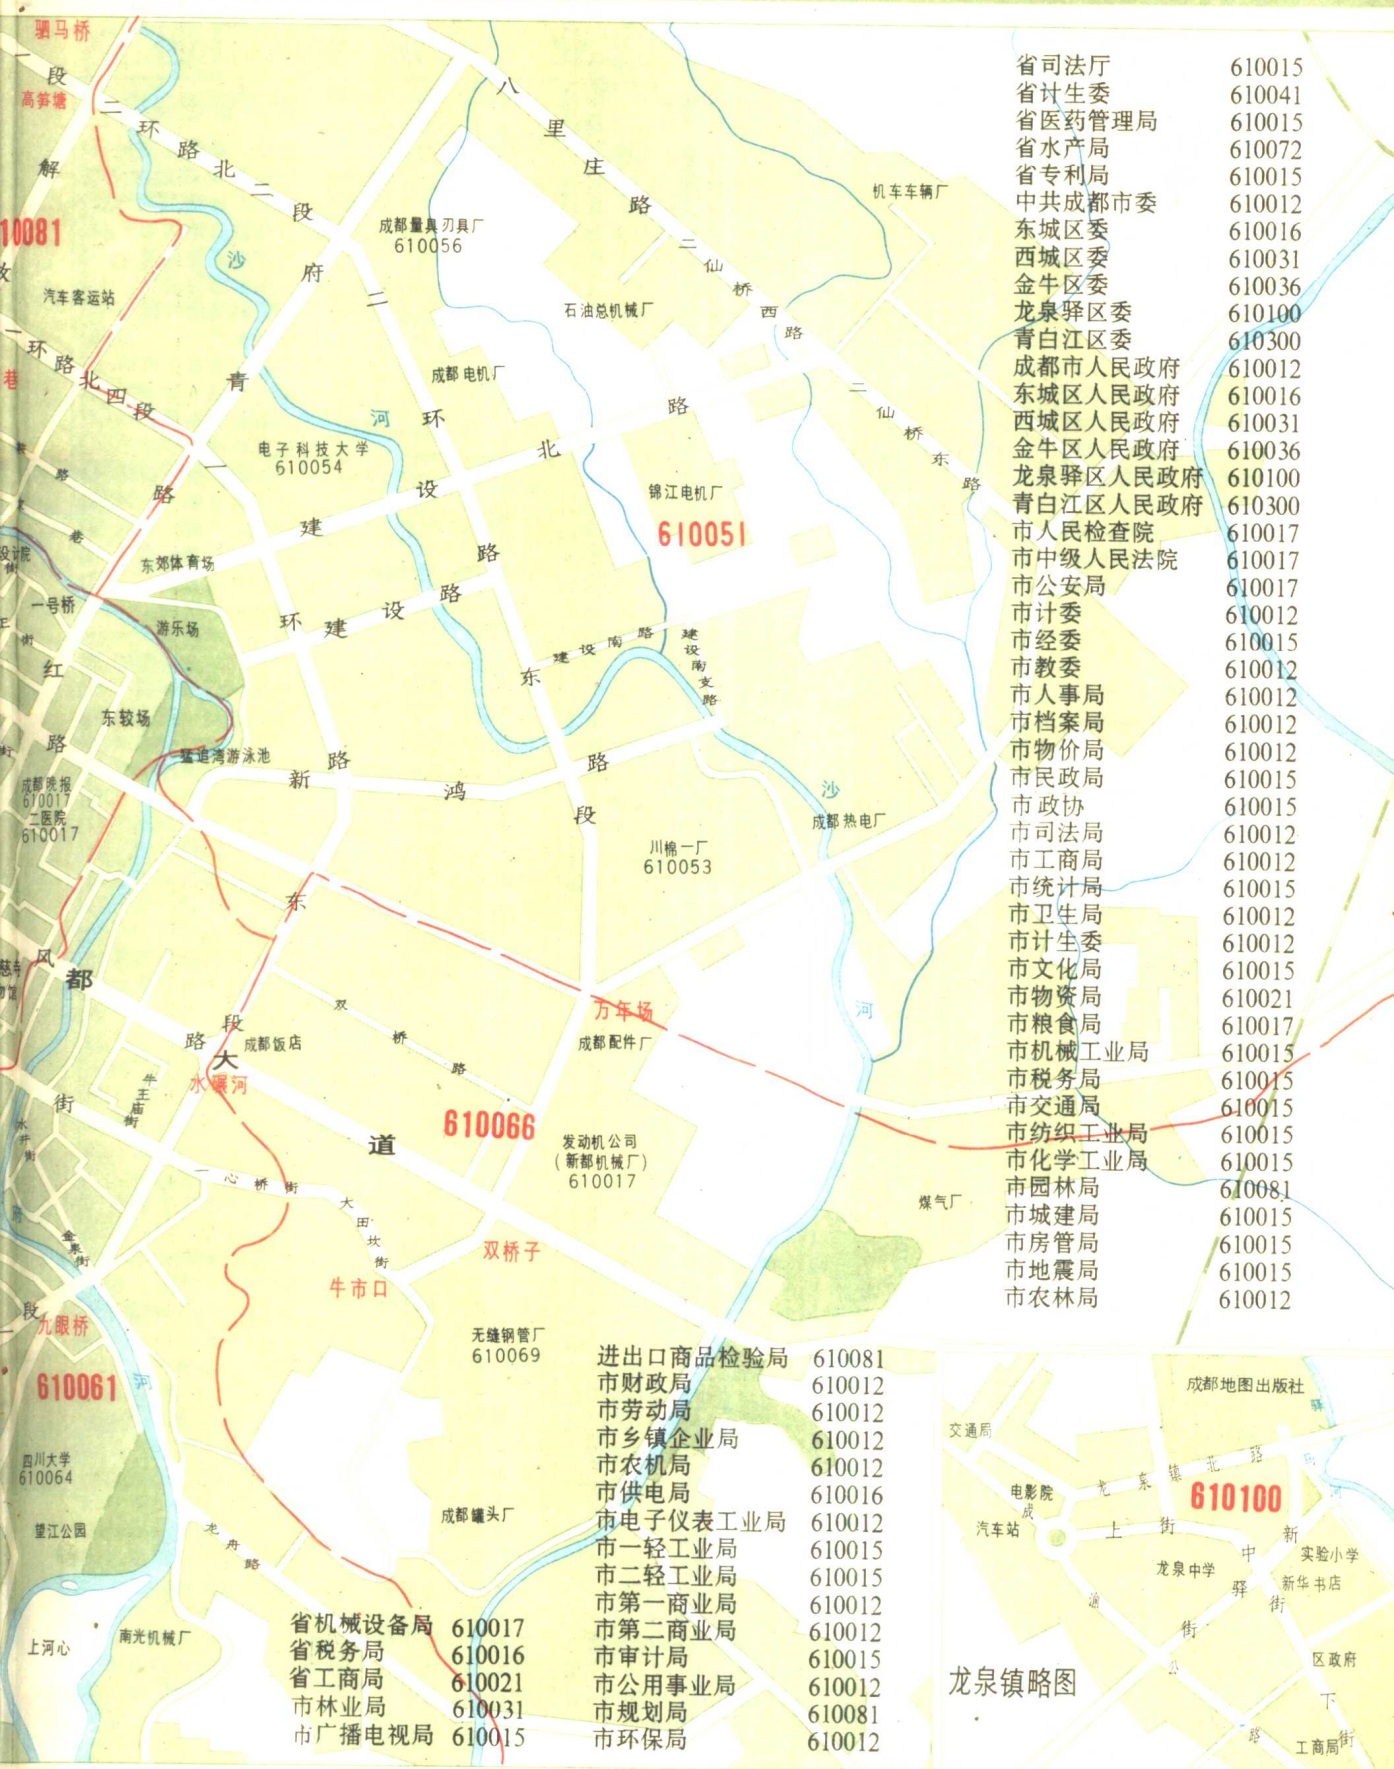 驷马桥
一段
高笋塘
二环路北二段
解
10081
汽车客运站
一环路北四段
巷
沙
河
府青路
二环路东段
八里庄路
成都量具刃具厂
610056
机车车辆厂
石油总机械厂
二仙桥西路
成都电机厂
二仙桥东路
电子科技大学
610054
建设北路
锦江电机厂
610051
东郊体育场
一号桥
游乐场
一环路东段
建设路
建设南路
建设南支路
红
路
东较场
猛追湾游泳池
成都晚报
610017
二医院
610017
新鸿路
沙
成都热电厂
川棉一厂
610053
河
东风路
都
大
道
双桥路
万年场
成都配件厂
成都饭店
水碾河
牛王庙街
街
水井街
610066
发动机公司
(新都机械厂)
610017
煤气厂
一心桥街
大田坎街
金泉街
双桥子
牛市口
段
九眼桥
610061
河
无缝钢管厂
610069
四川大学
610064
望江公园
成都罐头厂
龙舟路
上河心
南光机械厂
省司法厅 610015
省计生委 610041
省医药管理局 610015
省水产局 610072
省专利局 610015
中共成都市委 610012
东城区委 610016
西城区委 610031
金牛区委 610036
龙泉驿区委 610100
青白江区委 610300
成都市人民政府 610012
东城区人民政府 610016
西城区人民政府 610031
金牛区人民政府 610036
龙泉驿区人民政府 610100
青白江区人民政府 610300
市人民检查院 610017
市中级人民法院 610017
市公安局 610017
市计委 610012
市经委 610015
市教委 610012
市人事局 610012
市档案局 610012
市物价局 610012
市民政局 610015
市政协 610015
市司法局 610012
市工商局 610012
市统计局 610015
市卫生局 610012
市计生委 610012
市文化局 610015
市物资局 610021
市粮食局 610017
市机械工业局 610015
市税务局 610015
市交通局 610015
市纺织工业局 610015
市化学工业局 610015
市园林局 610081
市城建局 610015
市房管局 610015
市地震局 610015
市农林局 610012
进出口商品检验局 610081
市财政局 610012
市劳动局 610012
市乡镇企业局 610012
市农机局 610012
市供电局 610016
市电子仪表工业局 610012
市一轻工业局 610015
市二轻工业局 610015
市第一商业局 610012
市第二商业局 610012
市审计局 610015
市公用事业局 610012
市规划局 610081
市环保局 610012
省机械设备局 610017
省税务局 610016
省工商局 610021
市林业局 610031
市广播电视局 610015
成都地图出版社
交通局
龙泉镇北路
驿马河
电影院
610100
汽车站
上街
成渝公路
龙泉中学
中街
新驿街
实验小学
新华书店
区政府
下街
工商局
龙泉镇略图